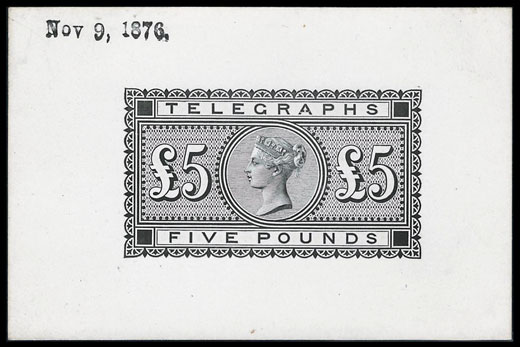 Nov 9, 1876.
TELEGRAPHS
£5 £5
FIVE POUNDS